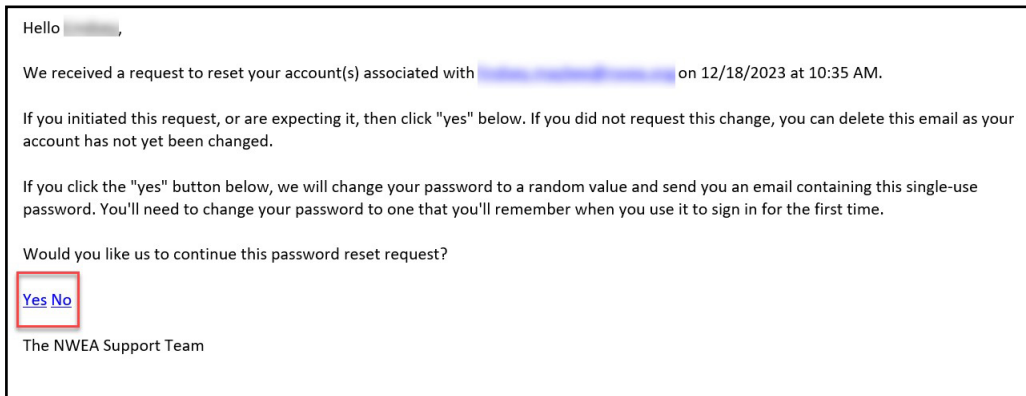 Hello ,
We received a request to reset your account(s) associated with on 12/18/2023 at 10:35 AM.
If you initiated this request, or are expecting it, then click "yes" below. If you did not request this change, you can delete this email as your
account has not yet been changed.
If you click the "yes" button below, we will change your password to a random value and send you an email containing this single-use
password. You'll need to change your password to one that you'll remember when you use it to sign in for the first time.
Would you like us to continue this password reset request?
Yes No
The NWEA Support Team